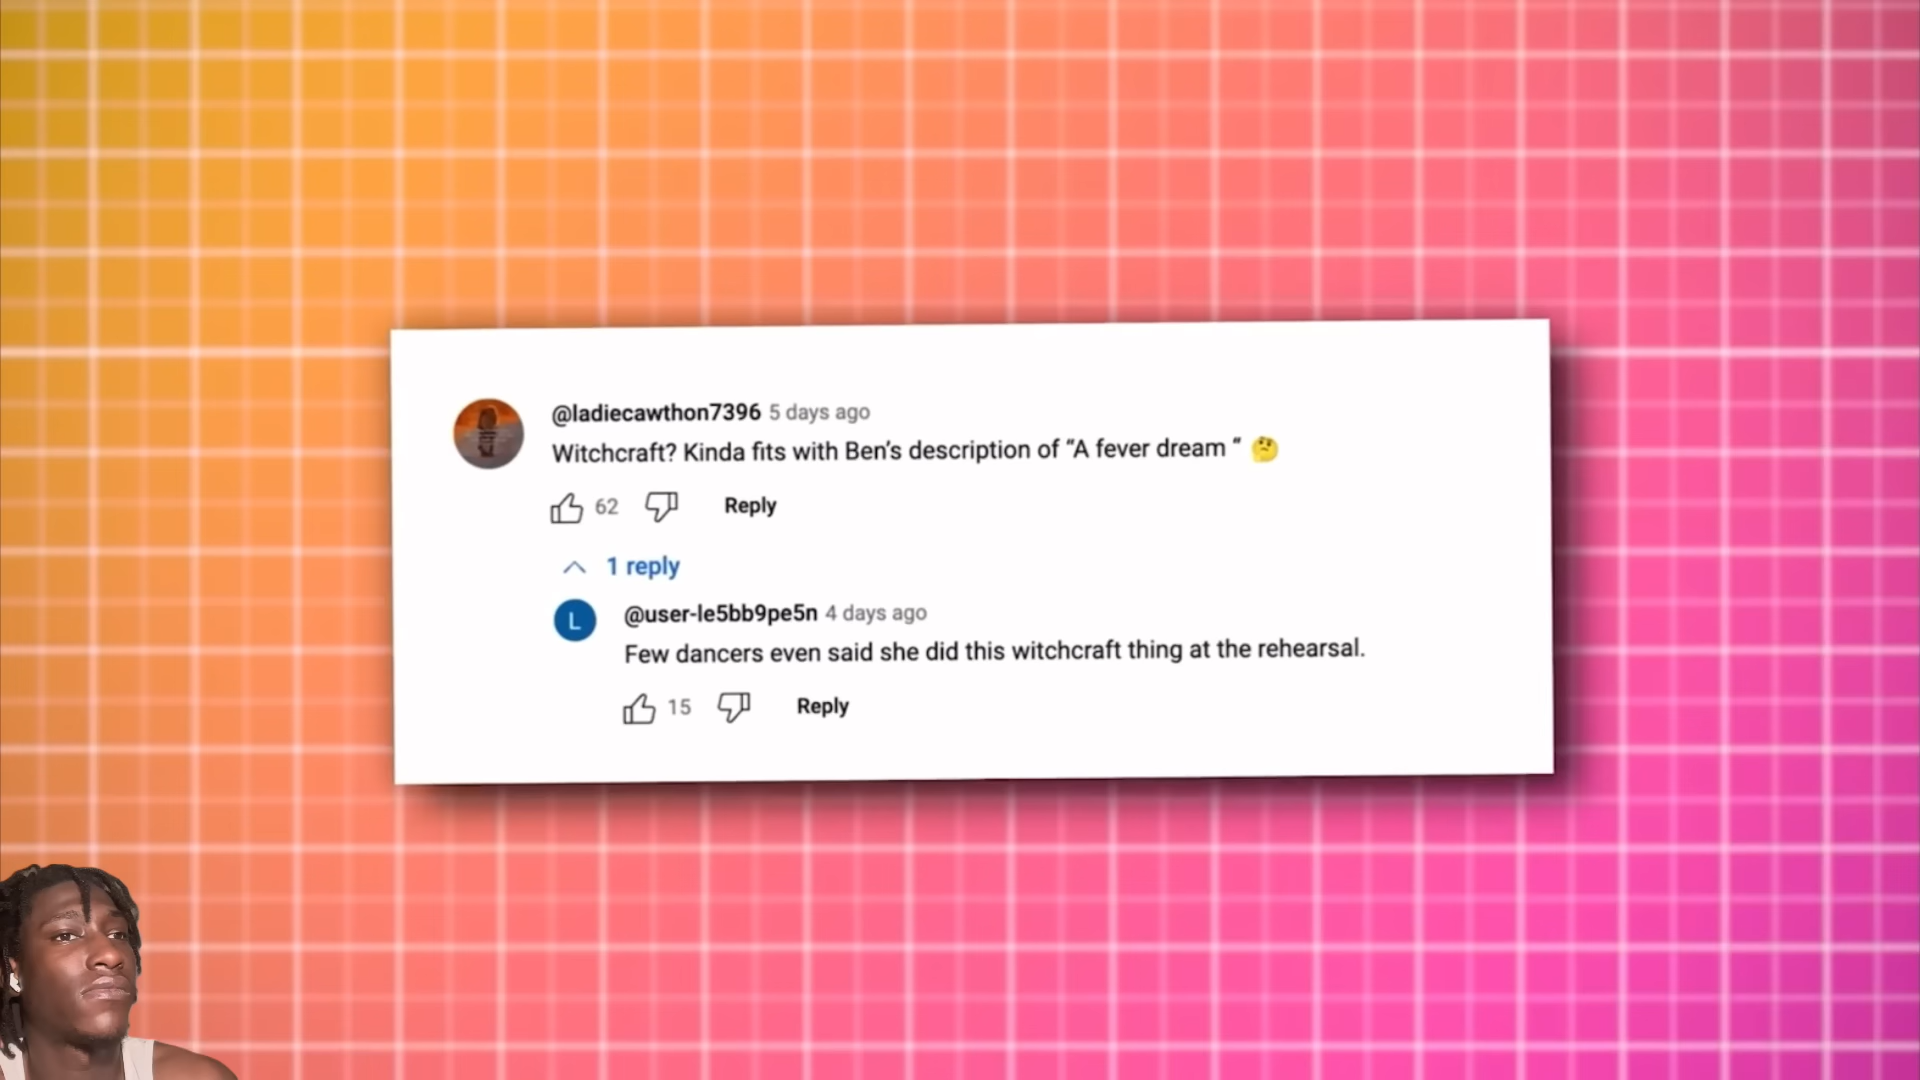 @ladiecawthon7396 5 days ago
Witchcraft? Kinda fits with Ben’s description of “A fever dream “ 🤔
62 Reply
1 reply
L
@user-le5bb9pe5n 4 days ago
Few dancers even said she did this witchcraft thing at the rehearsal.
15 Reply